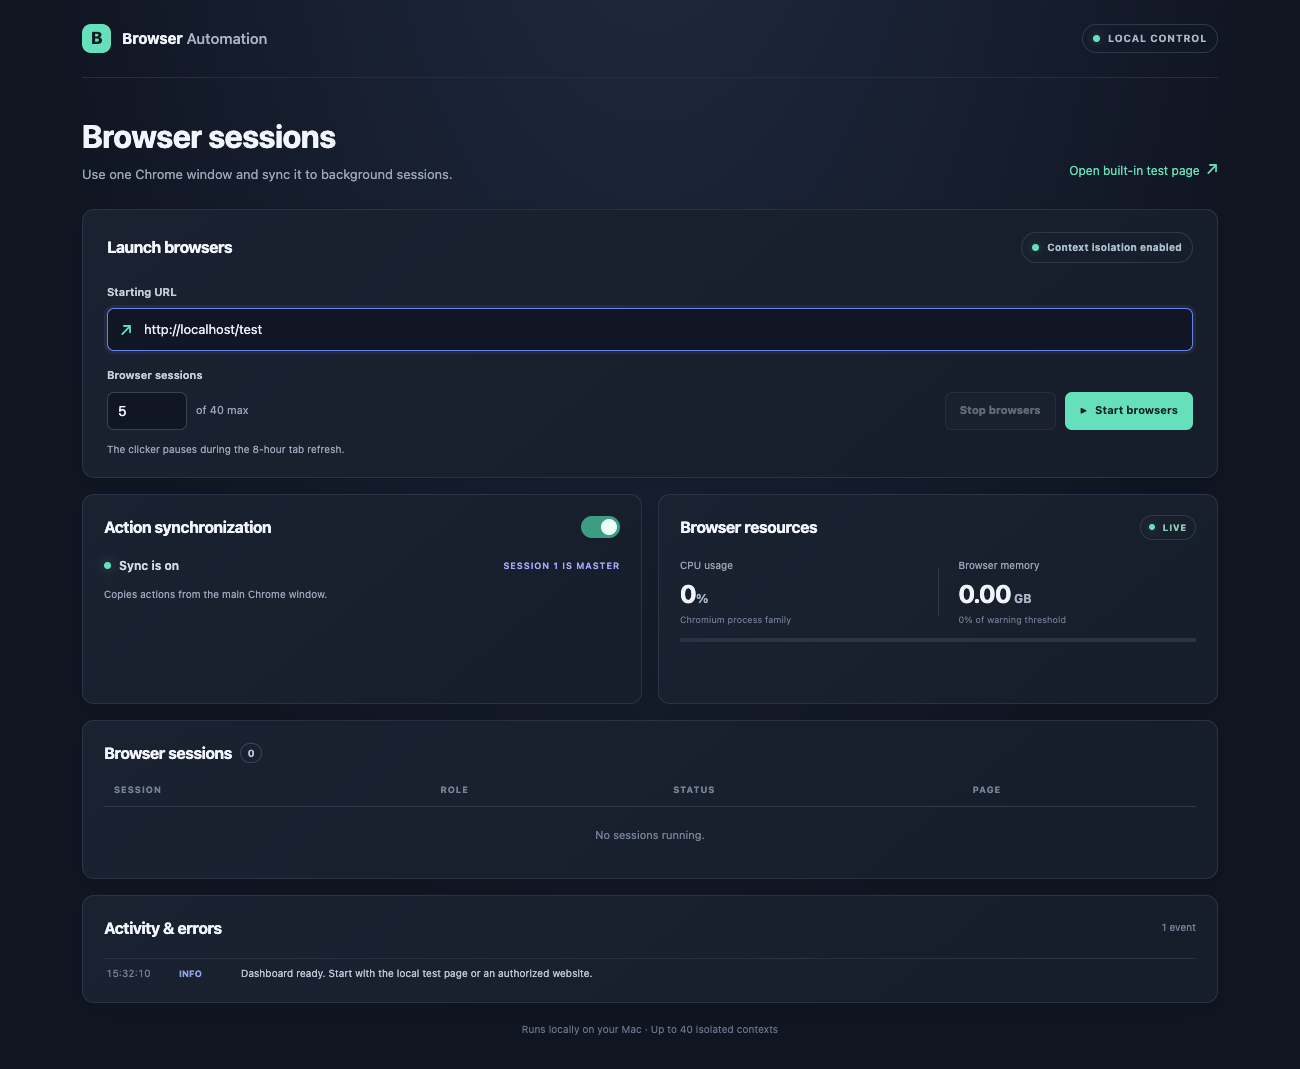 B Browser Automation
LOCAL CONTROL
Browser sessions
Use one Chrome window and sync it to background sessions.
Open built-in test page
Launch browsers
Context isolation enabled
Starting URL
http://localhost/test
Browser sessions
5 of 40 max
Stop browsers
Start browsers
The clicker pauses during the 8-hour tab refresh.
Action synchronization
Sync is on
SESSION 1 IS MASTER
Copies actions from the main Chrome window.
Browser resources
LIVE
CPU usage
0%
Chromium process family
Browser memory
0.00 GB
0% of warning threshold
Browser sessions 0
SESSION ROLE STATUS PAGE
No sessions running.
Activity & errors
1 event
15:32:10 INFO Dashboard ready. Start with the local test page or an authorized website.
Runs locally on your Mac · Up to 40 isolated contexts